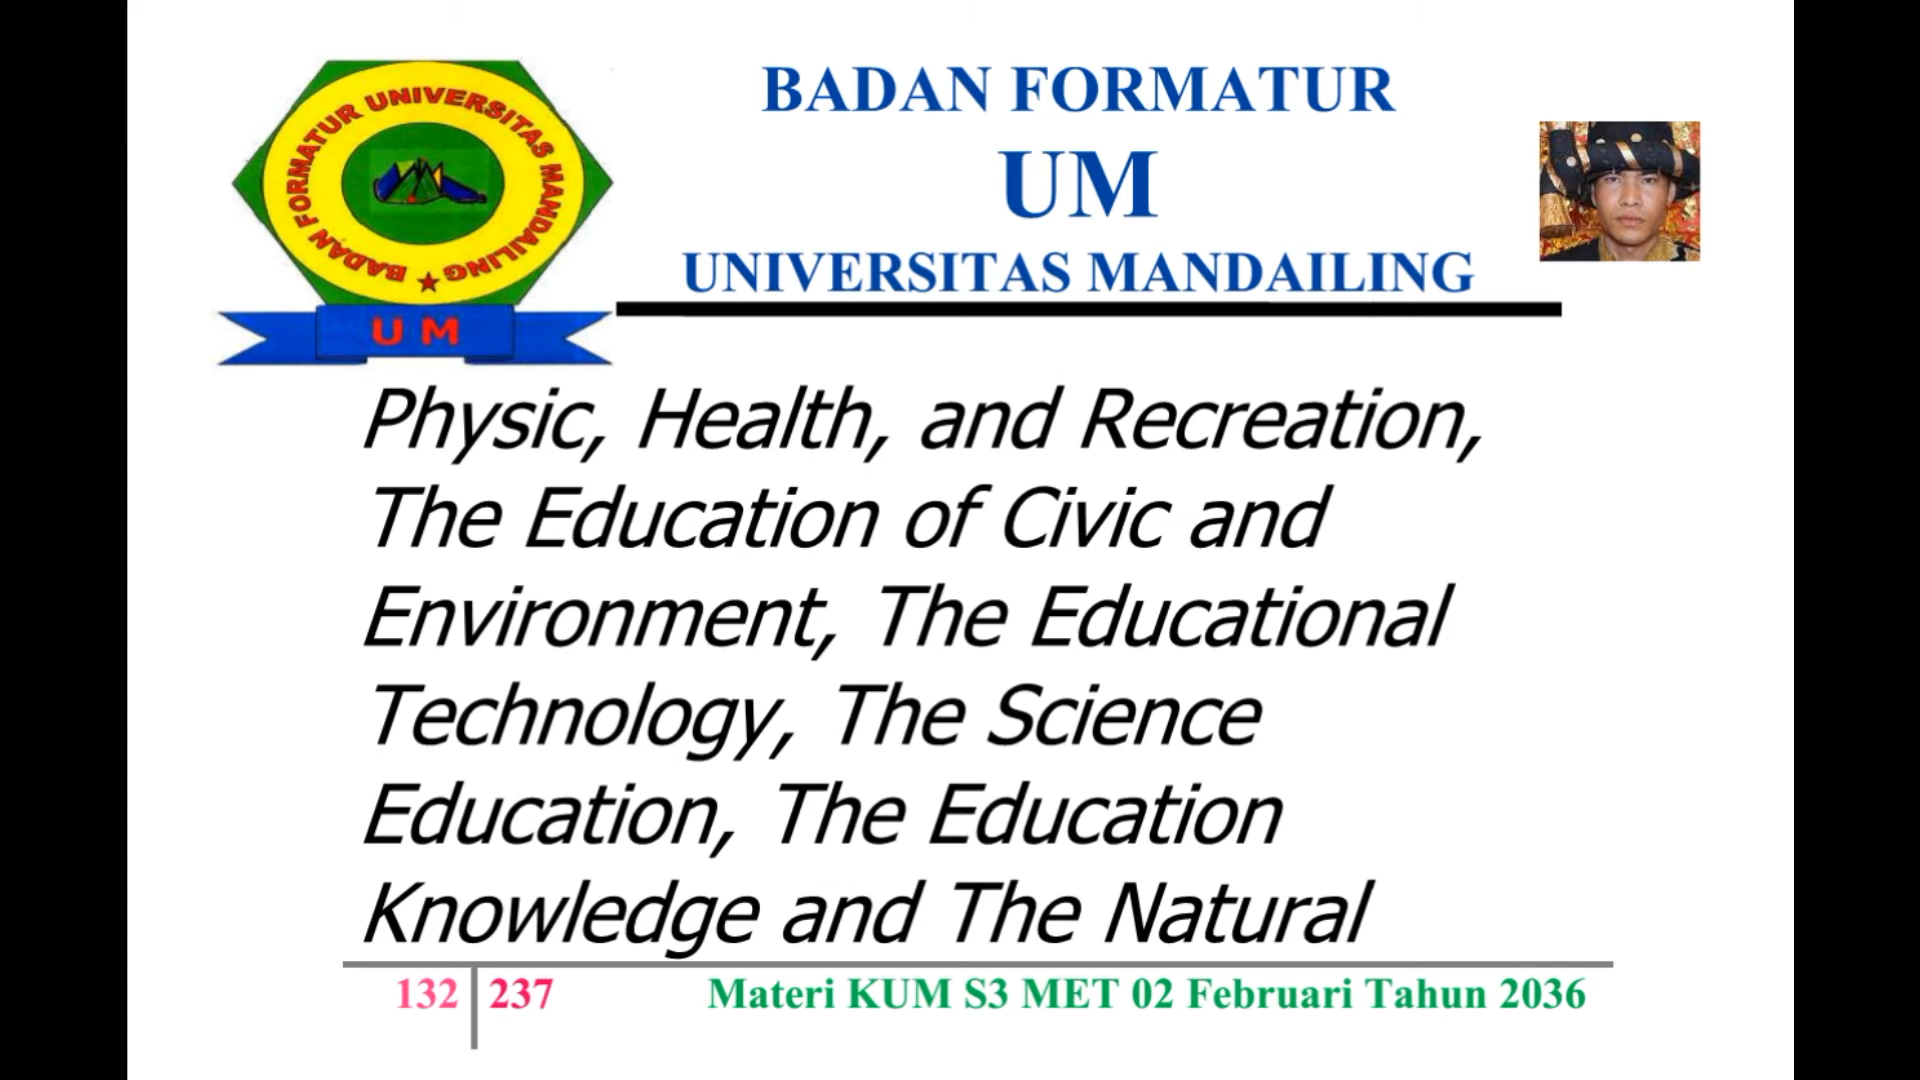 BADAN FORMATUR UNIVERSITAS MANDAILING
U M
BADAN FORMATUR
UM
UNIVERSITAS MANDAILING
Physic, Health, and Recreation,
The Education of Civic and
Environment, The Educational
Technology, The Science
Education, The Education
Knowledge and The Natural
132 237 Materi KUM S3 MET 02 Februari Tahun 2036